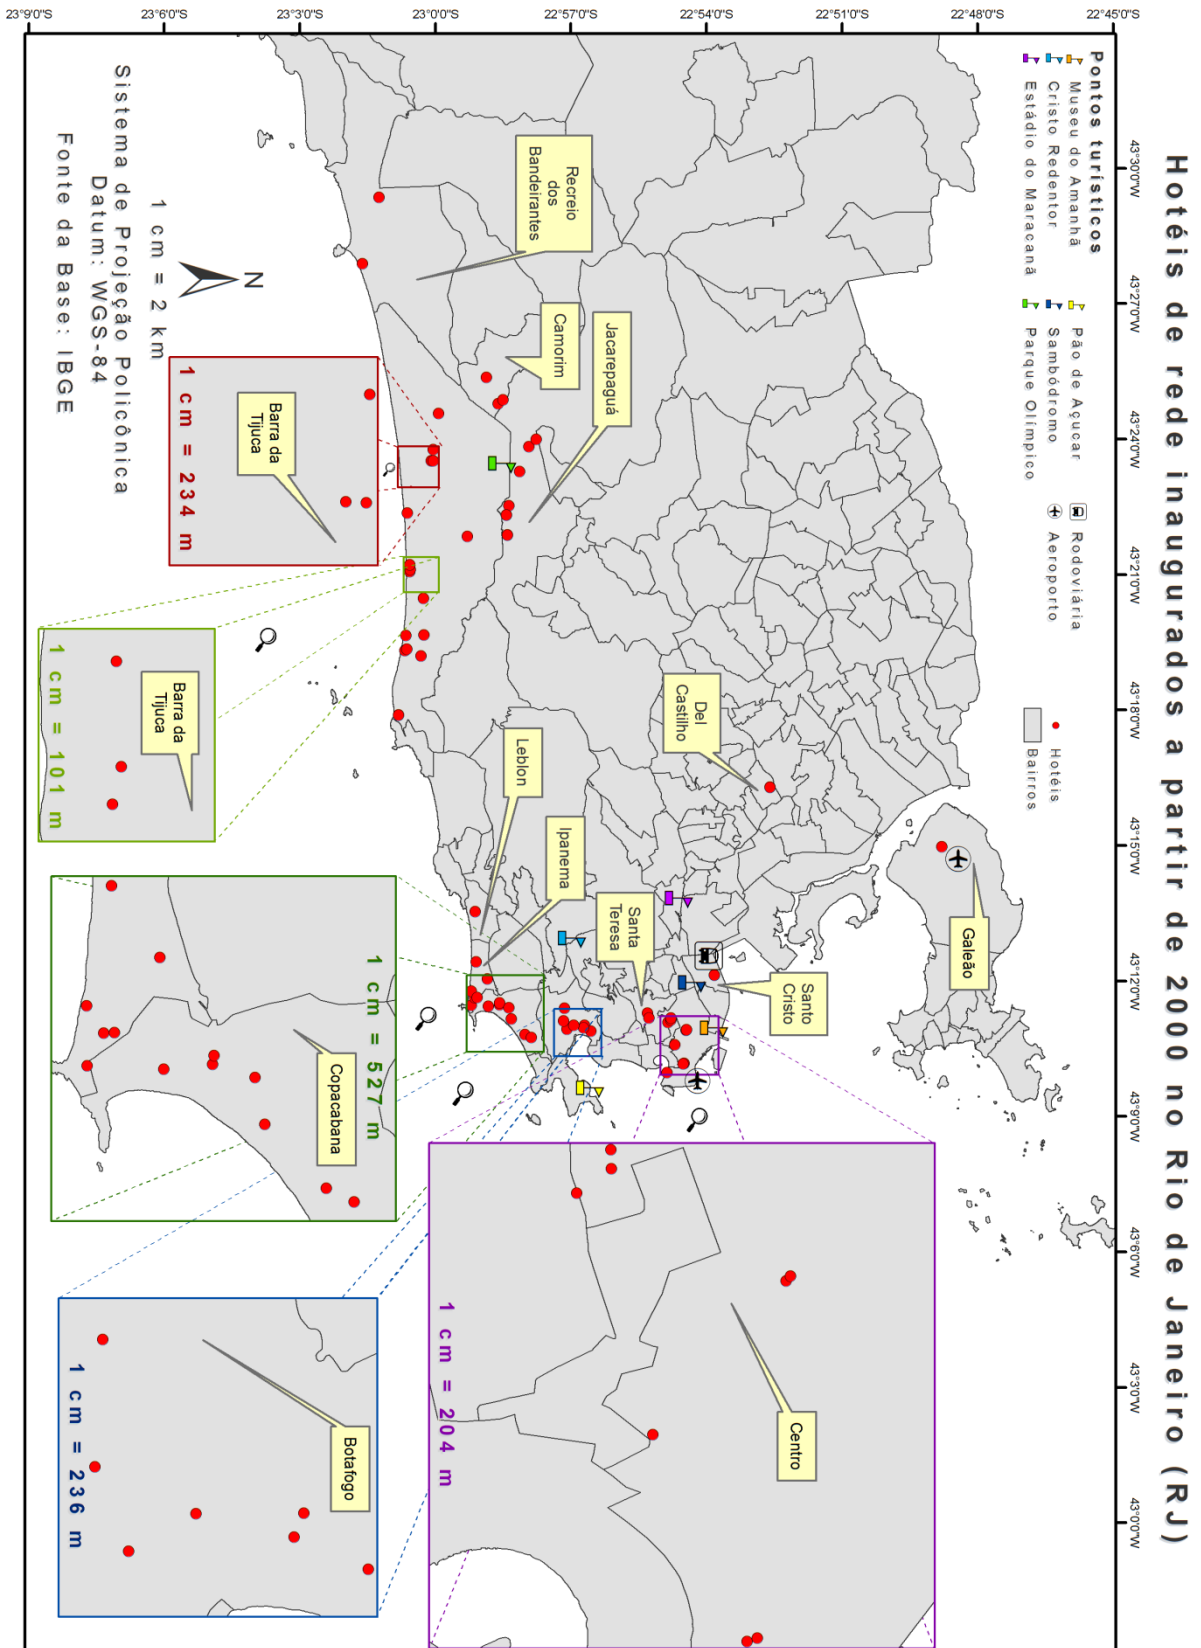 Hotéis de rede inaugurados a partir de 2000 no Rio de Janeiro (RJ)
43°30'0"W
43°27'0"W
43°24'0"W
43°21'0"W
43°18'0"W
43°15'0"W
43°12'0"W
43°9'0"W
43°6'0"W
43°3'0"W
43°0'0"W
22°45'0"S
22°48'0"S
22°51'0"S
22°54'0"S
22°57'0"S
23°0'0"S
23°3'0"S
23°6'0"S
23°9'0"S
Pontos turísticos
Museu do Amanhã
Cristo Redentor
Estádio do Maracanã
Pão de Açucar
Sambódromo
Parque Olímpico
Rodoviária
Aeroporto
Hotéis
Bairros
Galeão
Del
Castilho
Santo
Cristo
Santa
Teresa
Jacarepaguá
Camorim
Recreio
dos
Bandeirantes
Ipanema
Leblon
Centro
1 cm = 204 m
Copacabana
1 cm = 527 m
Botafogo
1 cm = 236 m
Barra da
Tijuca
1 cm = 234 m
Barra da
Tijuca
1 cm = 101 m
N
1 cm = 2 km
Sistema de Projeção Policônica
Datum: WGS-84
Fonte da Base: IBGE